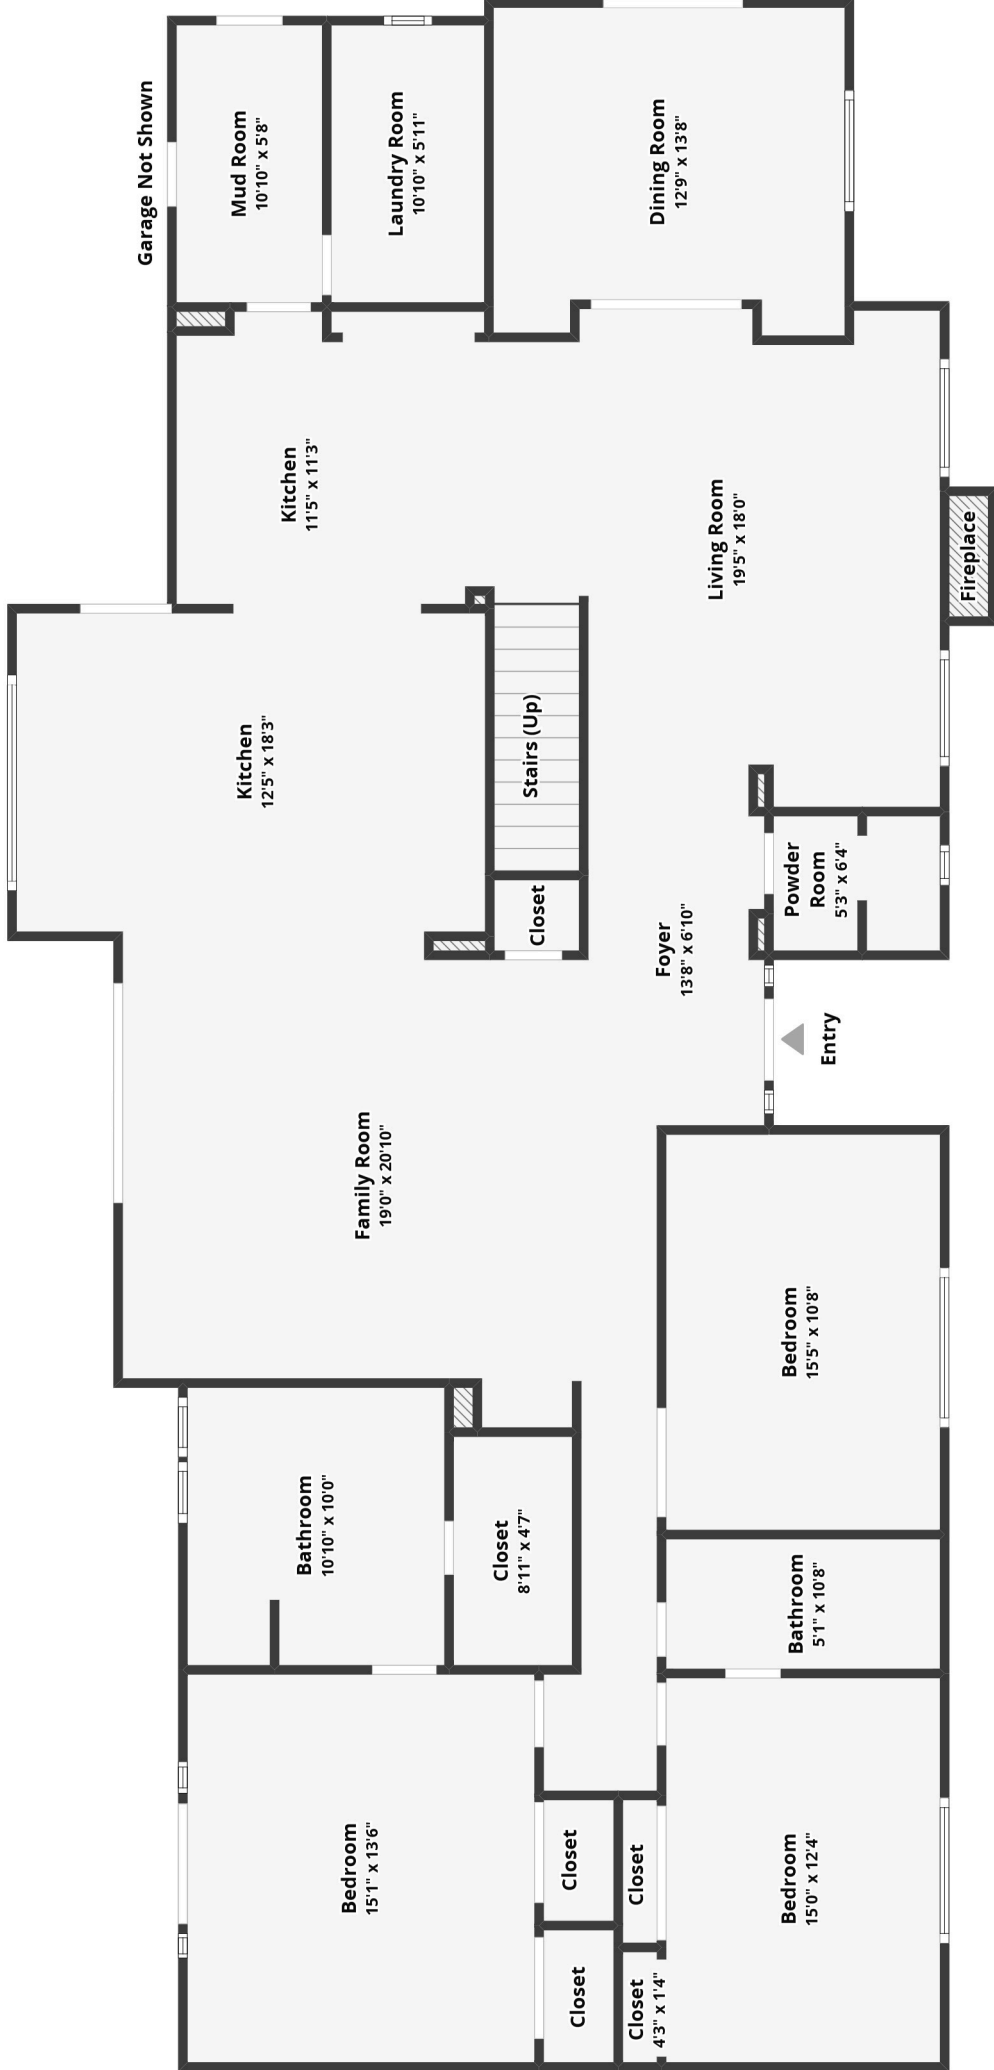 Garage Not Shown
Mud Room
10'10" x 5'8"
Laundry Room
10'10" x 5'11"
Dining Room
12'9" x 13'8"
Kitchen
11'5" x 11'3"
Living Room
19'5" x 18'0"
Fireplace
Kitchen
12'5" x 18'3"
Stairs (Up)
Closet
Powder
Room
5'3" x 6'4"
Foyer
13'8" x 6'10"
Entry
Family Room
19'0" x 20'10"
Bedroom
15'5" x 10'8"
Bathroom
10'10" x 10'0"
Closet
8'11" x 4'7"
Bathroom
5'1" x 10'8"
Bedroom
15'1" x 13'6"
Closet
Closet
Bedroom
15'0" x 12'4"
Closet
Closet
4'3" x 1'4"